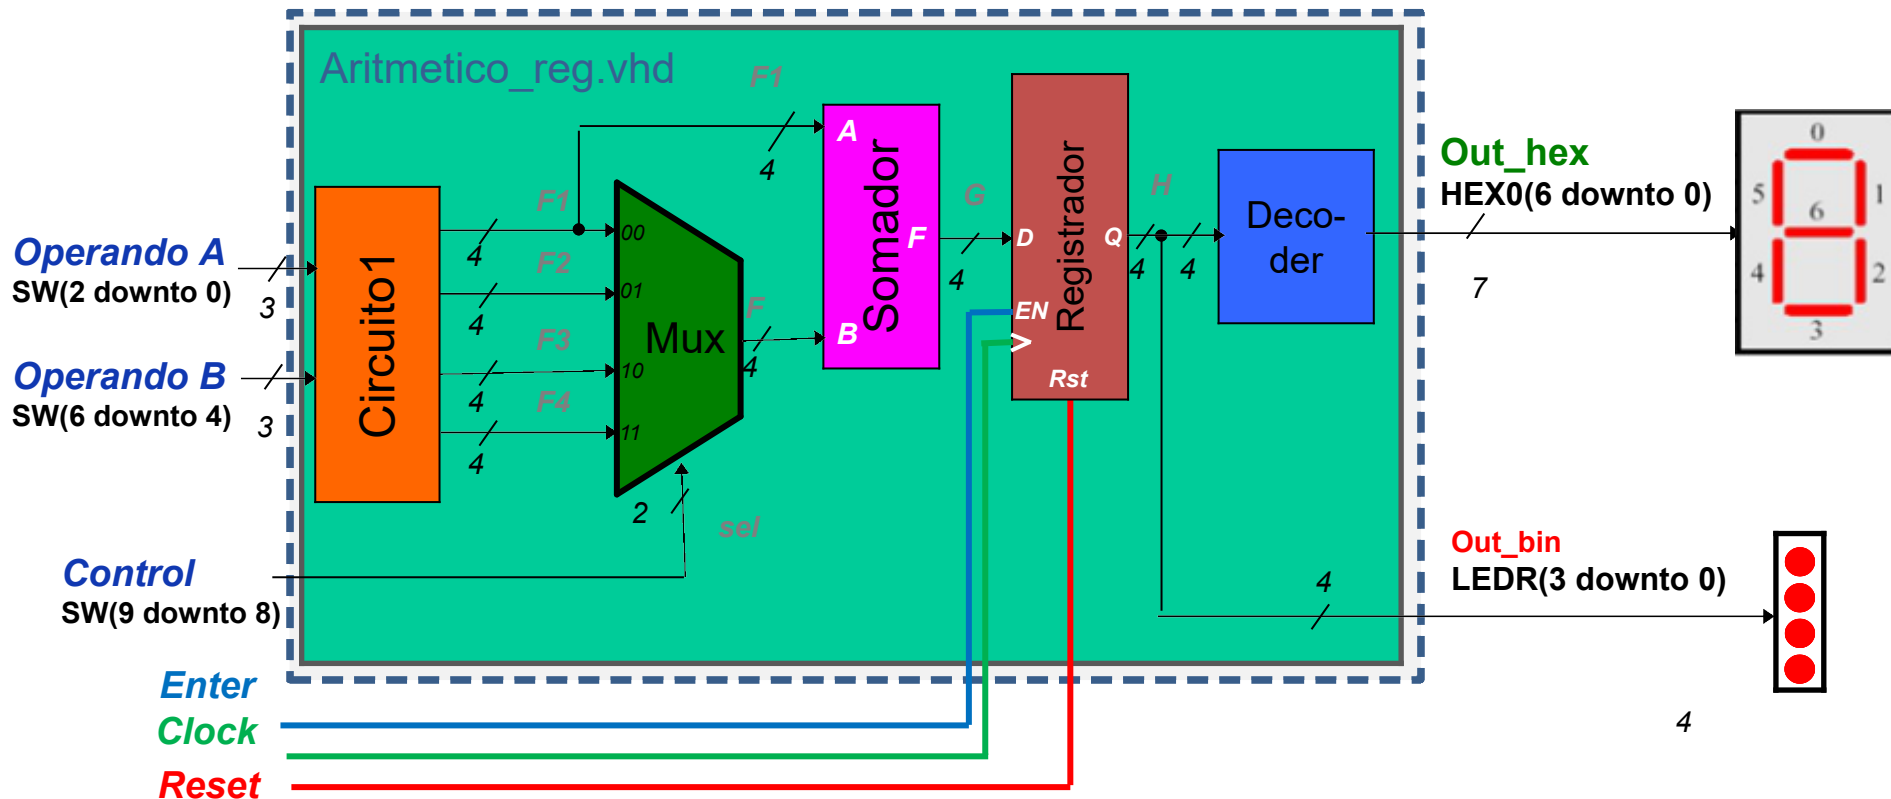 Aritmetico_reg.vhd
F1
4
A
Somador
F
B
G
4
D
Registrador
Q
EN
>
Rst
H
4
4
Deco-
der
Out_hex
HEX0(6 downto 0)
7
0
5
1
6
4
2
3
Operando A
SW(2 downto 0)
3
Operando B
SW(6 downto 4)
3
Circuito1
F1
4
F2
4
F3
4
F4
4
00
01
10
11
Mux
F
4
2
sel
Control
SW(9 downto 8)
4
Out_bin
LEDR(3 downto 0)
4
Enter
Clock
Reset